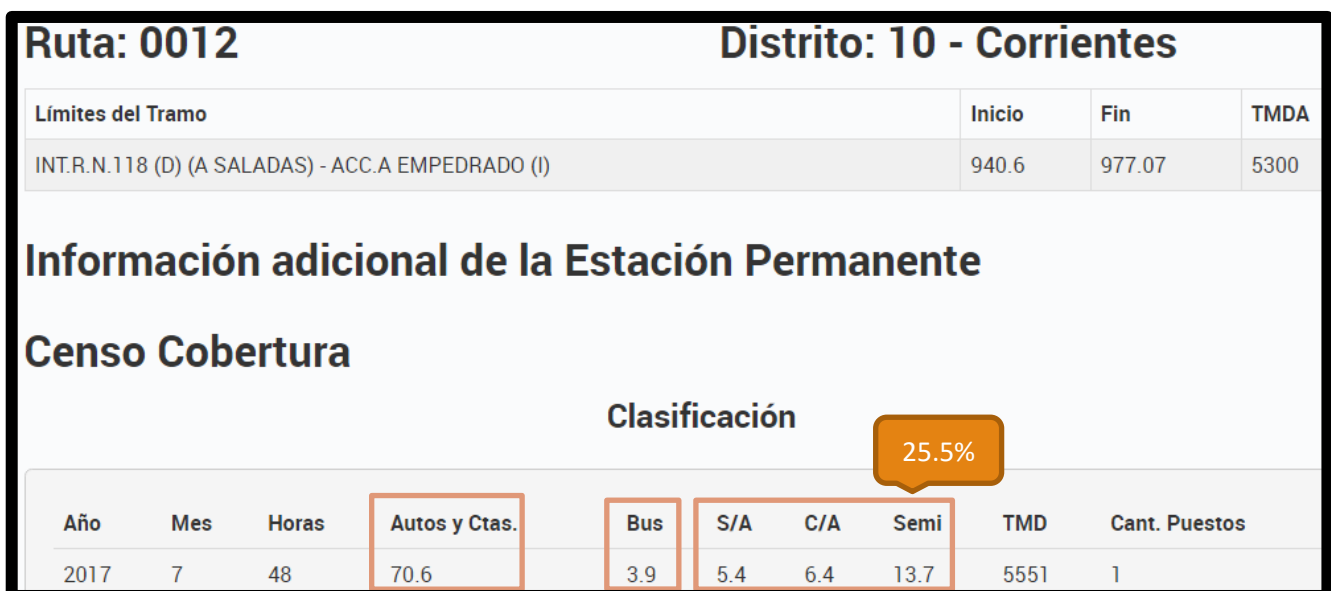 Ruta: 0012 Distrito: 10 - Corrientes
Límites del Tramo Inicio Fin TMDA
INT.R.N.118 (D) (A SALADAS) - ACC.A EMPEDRADO (I) 940.6 977.07 5300
Información adicional de la Estación Permanente
Censo Cobertura
Clasificación
25.5%
Año Mes Horas Autos y Ctas. Bus S/A C/A Semi TMD Cant. Puestos
2017 7 48 70.6 3.9 5.4 6.4 13.7 5551 1